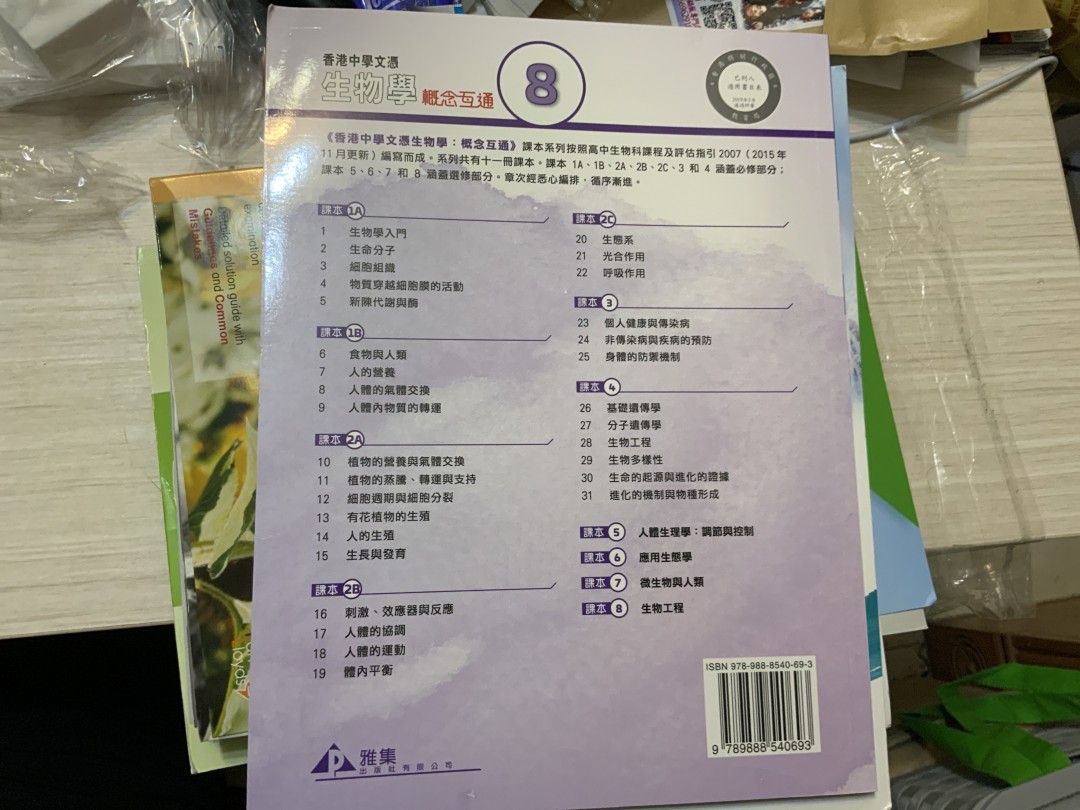 香港中學文憑
生物學 概念互通
8
已列入
適用書目表
教育局
《香港中學文憑生物學：概念互通》課本系列按照高中生物科課程及評估指引2007（2015年
11月更新）編寫而成。系列共有十一冊課本。課本 1A、1B、2A、2B、2C、3 和 4 涵蓋必修部分；
課本 5、6、7 和 8 涵蓋選修部分。章次經悉心編排，循序漸進。
課本 1A
1 生物學入門
2 生命分子
3 細胞組織
4 物質穿越細胞膜的活動
5 新陳代謝與酶
課本 1B
6 食物與人類
7 人的營養
8 人體的氣體交換
9 人體內物質的轉運
課本 2A
10 植物的營養與氣體交換
11 植物的蒸騰、轉運與支持
12 細胞週期與細胞分裂
13 有花植物的生殖
14 人的生殖
15 生長與發育
課本 2B
16 刺激、效應器與反應
17 人體的協調
18 人體的運動
19 體內平衡
課本 2C
20 生態系
21 光合作用
22 呼吸作用
課本 3
23 個人健康與傳染病
24 非傳染病與疾病的預防
25 身體的防禦機制
課本 4
26 基礎遺傳學
27 分子遺傳學
28 生物工程
29 生物多樣性
30 生命的起源與進化的證據
31 進化的機制與物種形成
課本 5 人體生理學：調節與控制
課本 6 應用生態學
課本 7 微生物與人類
課本 8 生物工程
ISBN 978-988-8540-69-3
9 789888 540693
雅集
出版社有限公司
solution guide with
and Common
Mistakes